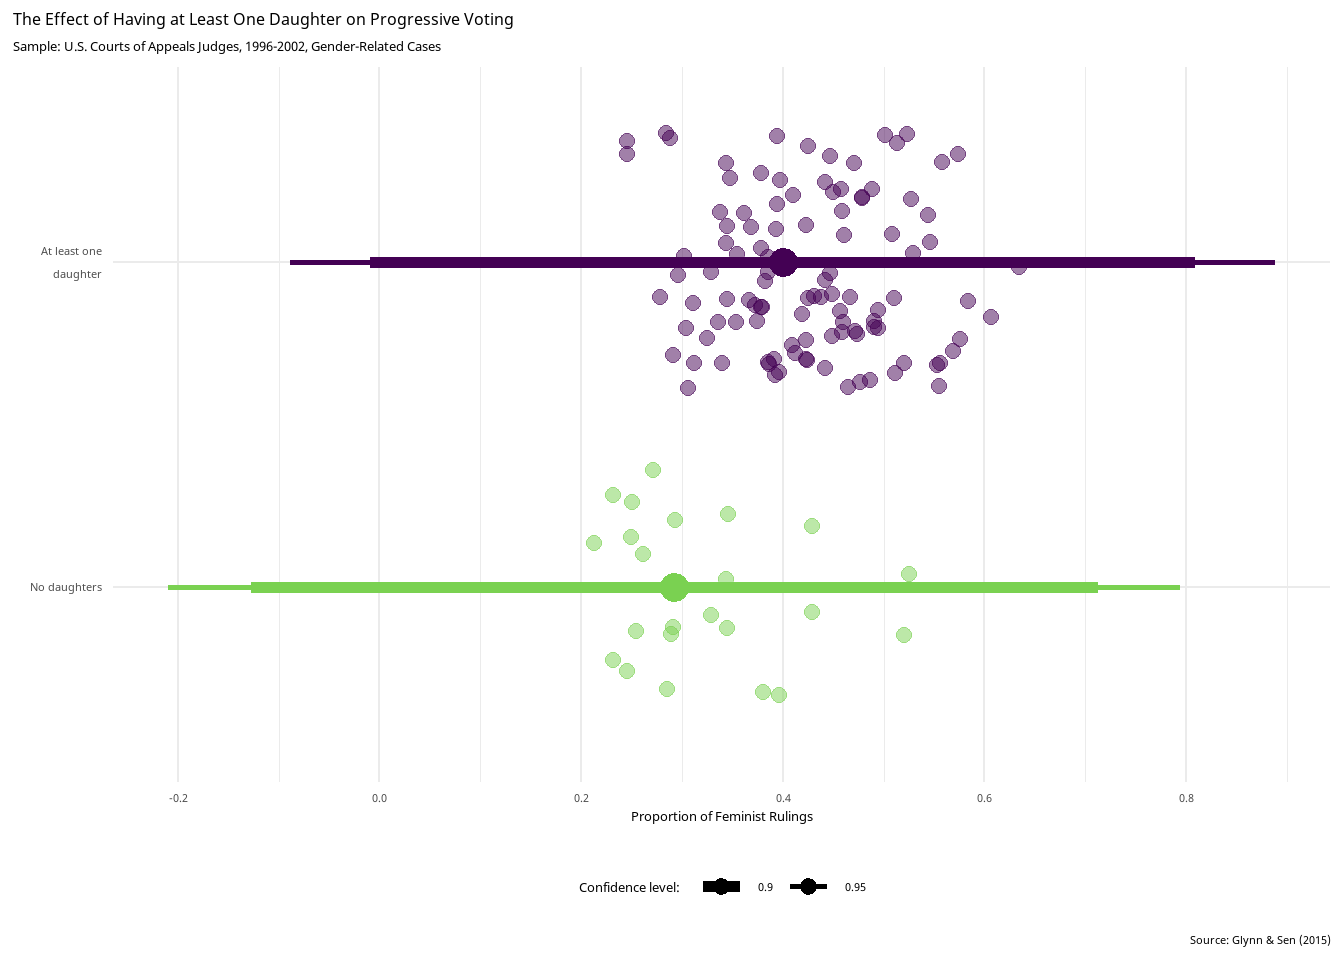 The Effect of Having at Least One Daughter on Progressive Voting
Sample: U.S. Courts of Appeals Judges, 1996-2002, Gender-Related Cases
At least one
daughter
No daughters
-0.2 0.0 0.2 0.4 0.6 0.8
Proportion of Feminist Rulings
Confidence level: 0.9 0.95
Source: Glynn & Sen (2015)